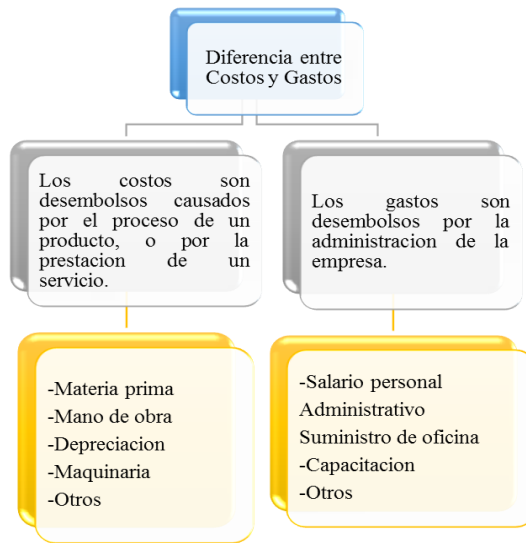 Diferencia entre
Costos y Gastos
Los costos son
desembolsos causados
por el proceso de un
producto, o por la
prestacion de un
servicio.
Los gastos son
desembolsos por la
administracion de la
empresa.
-Materia prima
-Mano de obra
-Depreciacion
-Maquinaria
-Otros
-Salario personal
Administrativo
Suministro de oficina
-Capacitacion
-Otros